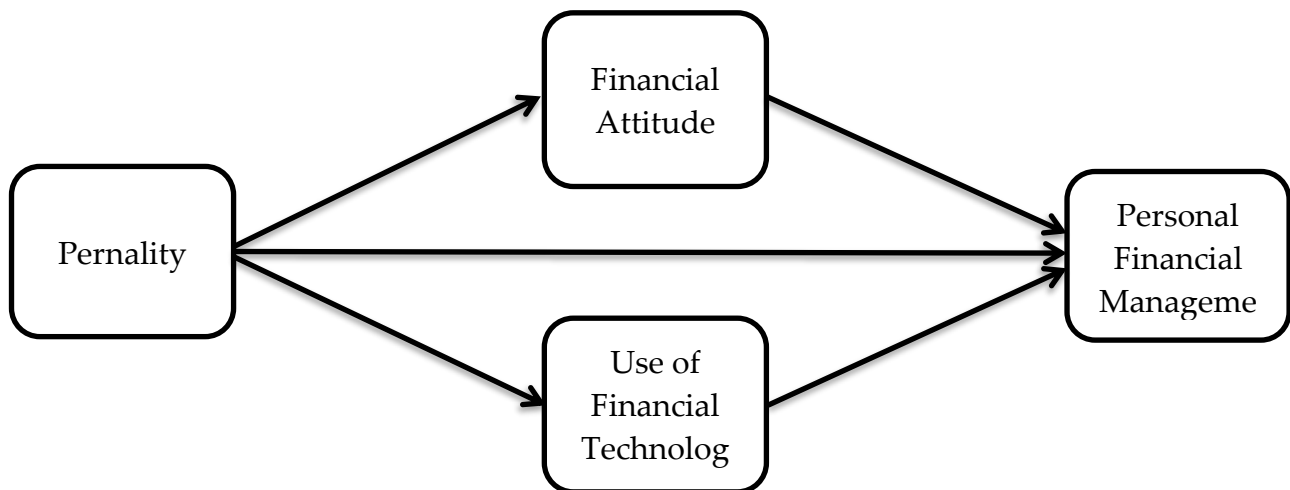 Financial
Attitude
Pernality
Personal
Financial
Manageme
Use of
Financial
Technolog